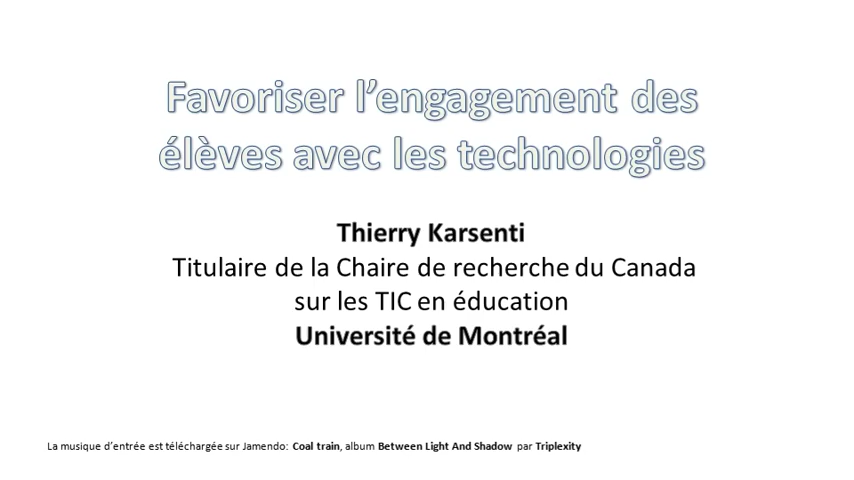 Favoriser l’engagement des
élèves avec les technologies
Thierry Karsenti
Titulaire de la Chaire de recherche du Canada
sur les TIC en éducation
Université de Montréal
La musique d’entrée est téléchargée sur Jamendo: Coal train, album Between Light And Shadow par Triplexity